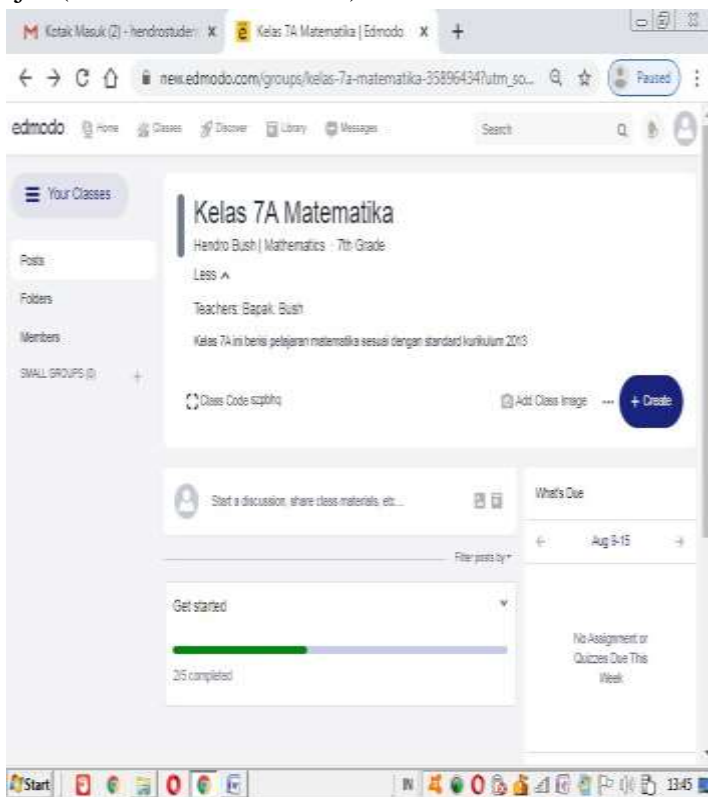 Kotak Masuk (2) - hendrostuden
Kelas 7A Matematika | Edmodo
new.edmodo.com/groups/kelas-7a-matematika-35896434?utm_so...
Paused
edmodo
Home
Classes
Discover
Library
Messages
Search
Your Classes
Posts
Folders
Members
SMALL GROUPS (0)
Kelas 7A Matematika
Hendro Bush | Mathematics · 7th Grade
Less
Teachers: Bapak. Bush
Kelas 7A ini berisi pelajaran matematika sesuai dengan standard kurikulum 2013
Class Code
Add Class Image
+ Create
Start a discussion, share class materials, etc...
Filter posts by
What's Due
Aug 9-15
No Assignment or
Quizzes Due This
Week
Get started
2/5 completed
Start
IN
13:45